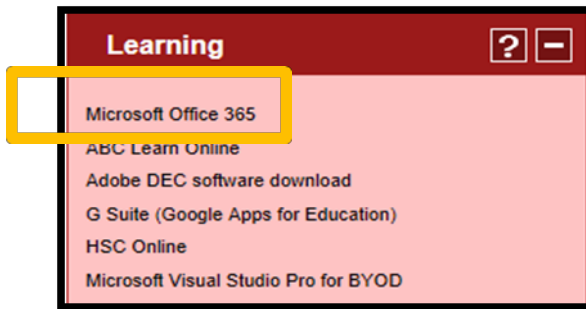 Learning ? −
Microsoft Office 365
ABC Learn Online
Adobe DEC software download
G Suite (Google Apps for Education)
HSC Online
Microsoft Visual Studio Pro for BYOD